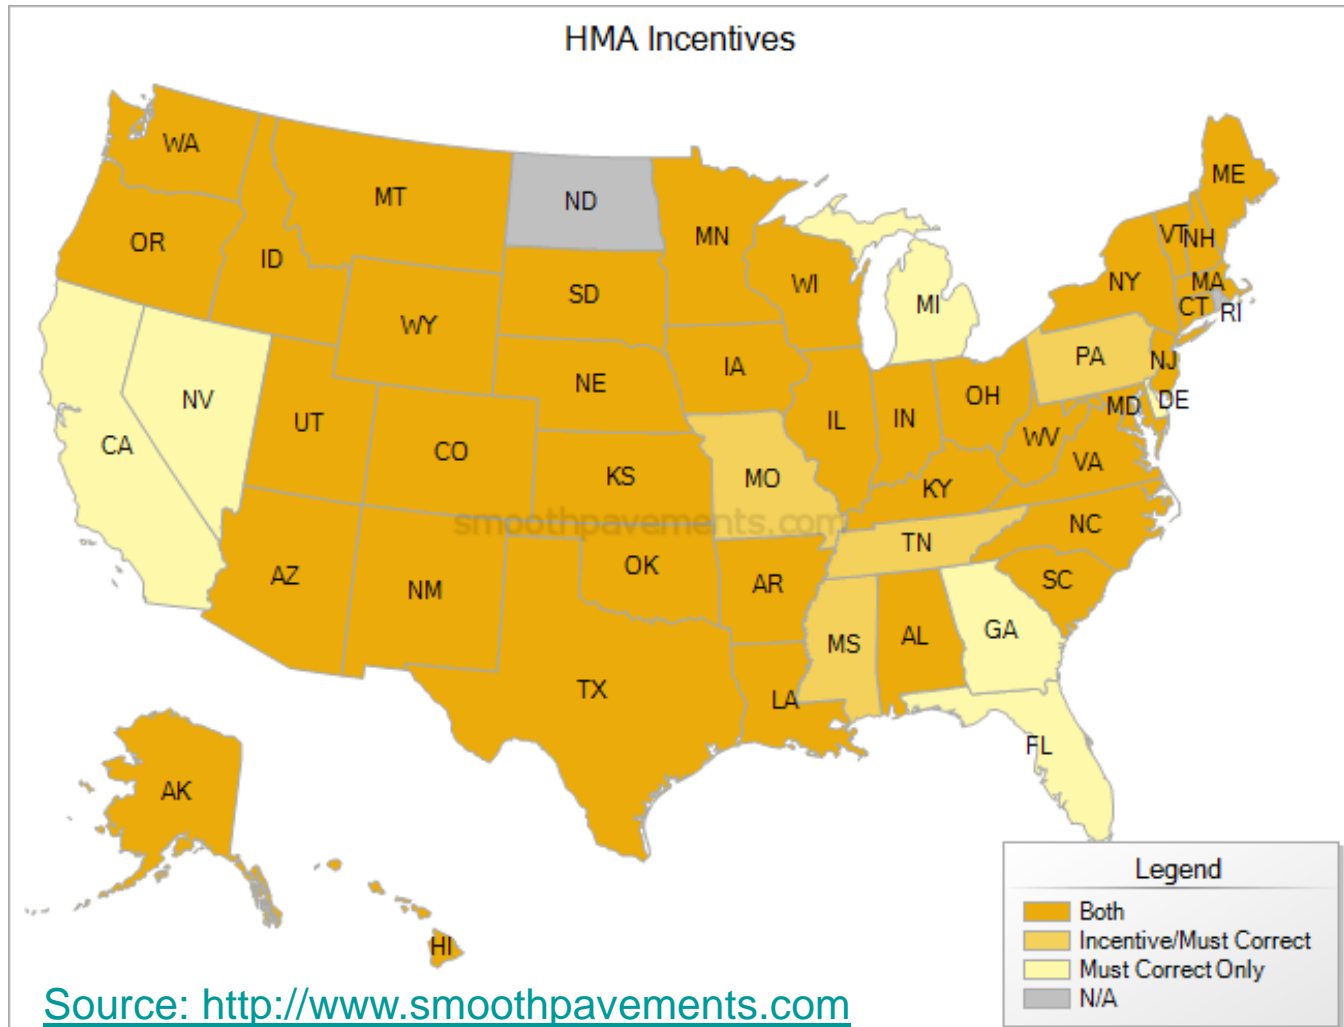 HMA Incentives
WA
MT
ND
MN
ME
OR
ID
SD
WI
MI
VT
NH
NY
MA
CT
RI
WY
NE
IA
PA
NJ
NV
UT
CO
KS
MO
IL
IN
OH
MD
DE
WV
VA
CA
KY
smoothpavements.com
TN
NC
AZ
NM
OK
AR
SC
MS
AL
GA
TX
LA
FL
AK
HI
Legend
Both
Incentive/Must Correct
Must Correct Only
N/A
Source: http://www.smoothpavements.com